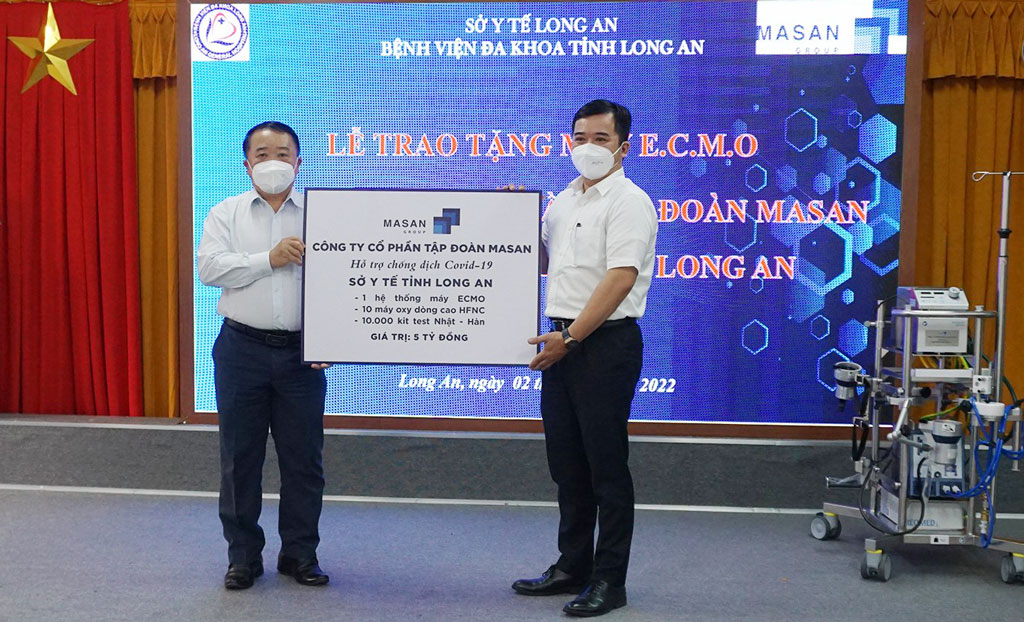 SỞ Y TẾ LONG AN
BỆNH VIỆN ĐA KHOA TỈNH LONG AN
MASAN
GROUP
LỄ TRAO TẶNG E.C.M.O
ĐOÀN MASAN
LONG AN
Long An, ngày 02 2022
MASAN
GROUP
CÔNG TY CỔ PHẦN TẬP ĐOÀN MASAN
Hỗ trợ chống dịch Covid-19
SỞ Y TẾ TỈNH LONG AN
- 1 hệ thống máy ECMO
- 10 máy oxy dòng cao HFNC
- 10.000 kit test Nhật - Hàn
GIÁ TRỊ: 5 TỶ ĐỒNG